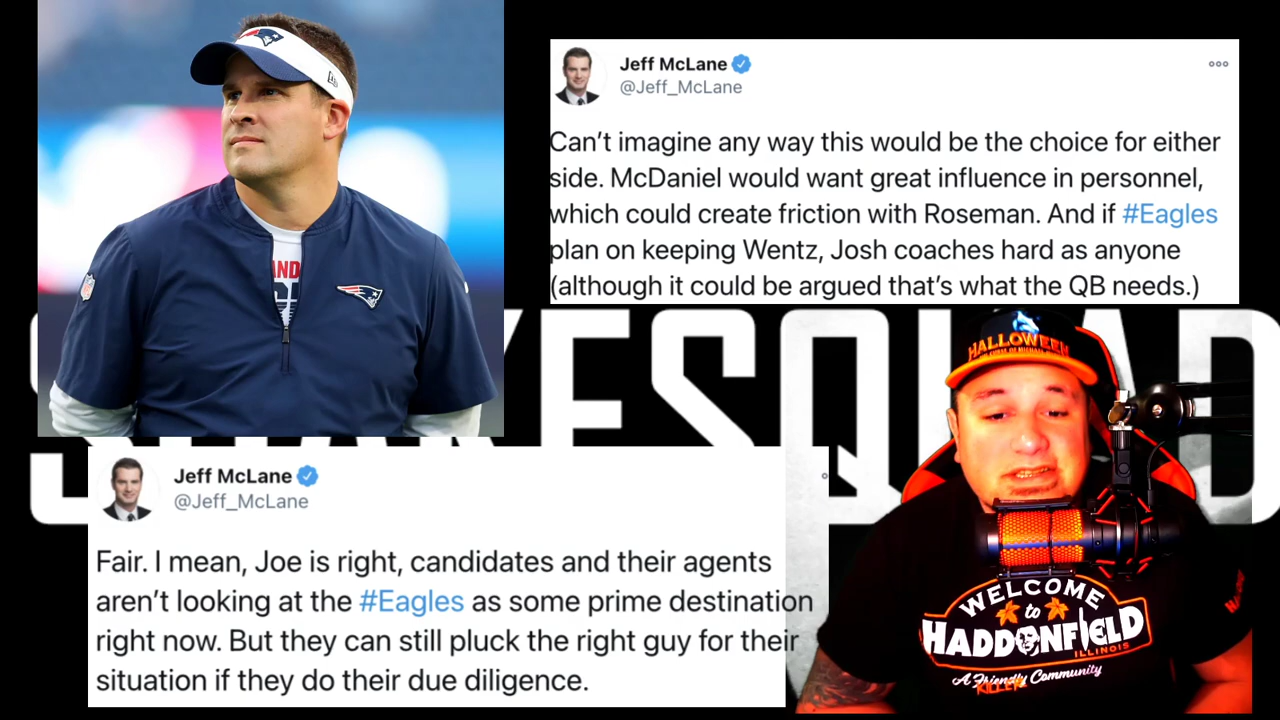 Jeff McLane
@Jeff_McLane
Can't imagine any way this would be the choice for either
side. McDaniel would want great influence in personnel,
which could create friction with Roseman. And if #Eagles
plan on keeping Wentz, Josh coaches hard as anyone
(although it could be argued that's what the QB needs.)
Jeff McLane
@Jeff_McLane
Fair. I mean, Joe is right, candidates and their agents
aren't looking at the #Eagles as some prime destination
right now. But they can still pluck the right guy for their
situation if they do their due diligence.
HALLOWEEN
WELCOME
to
HADDONFIELD
ILLINOIS
A Friendly Community
KILLER